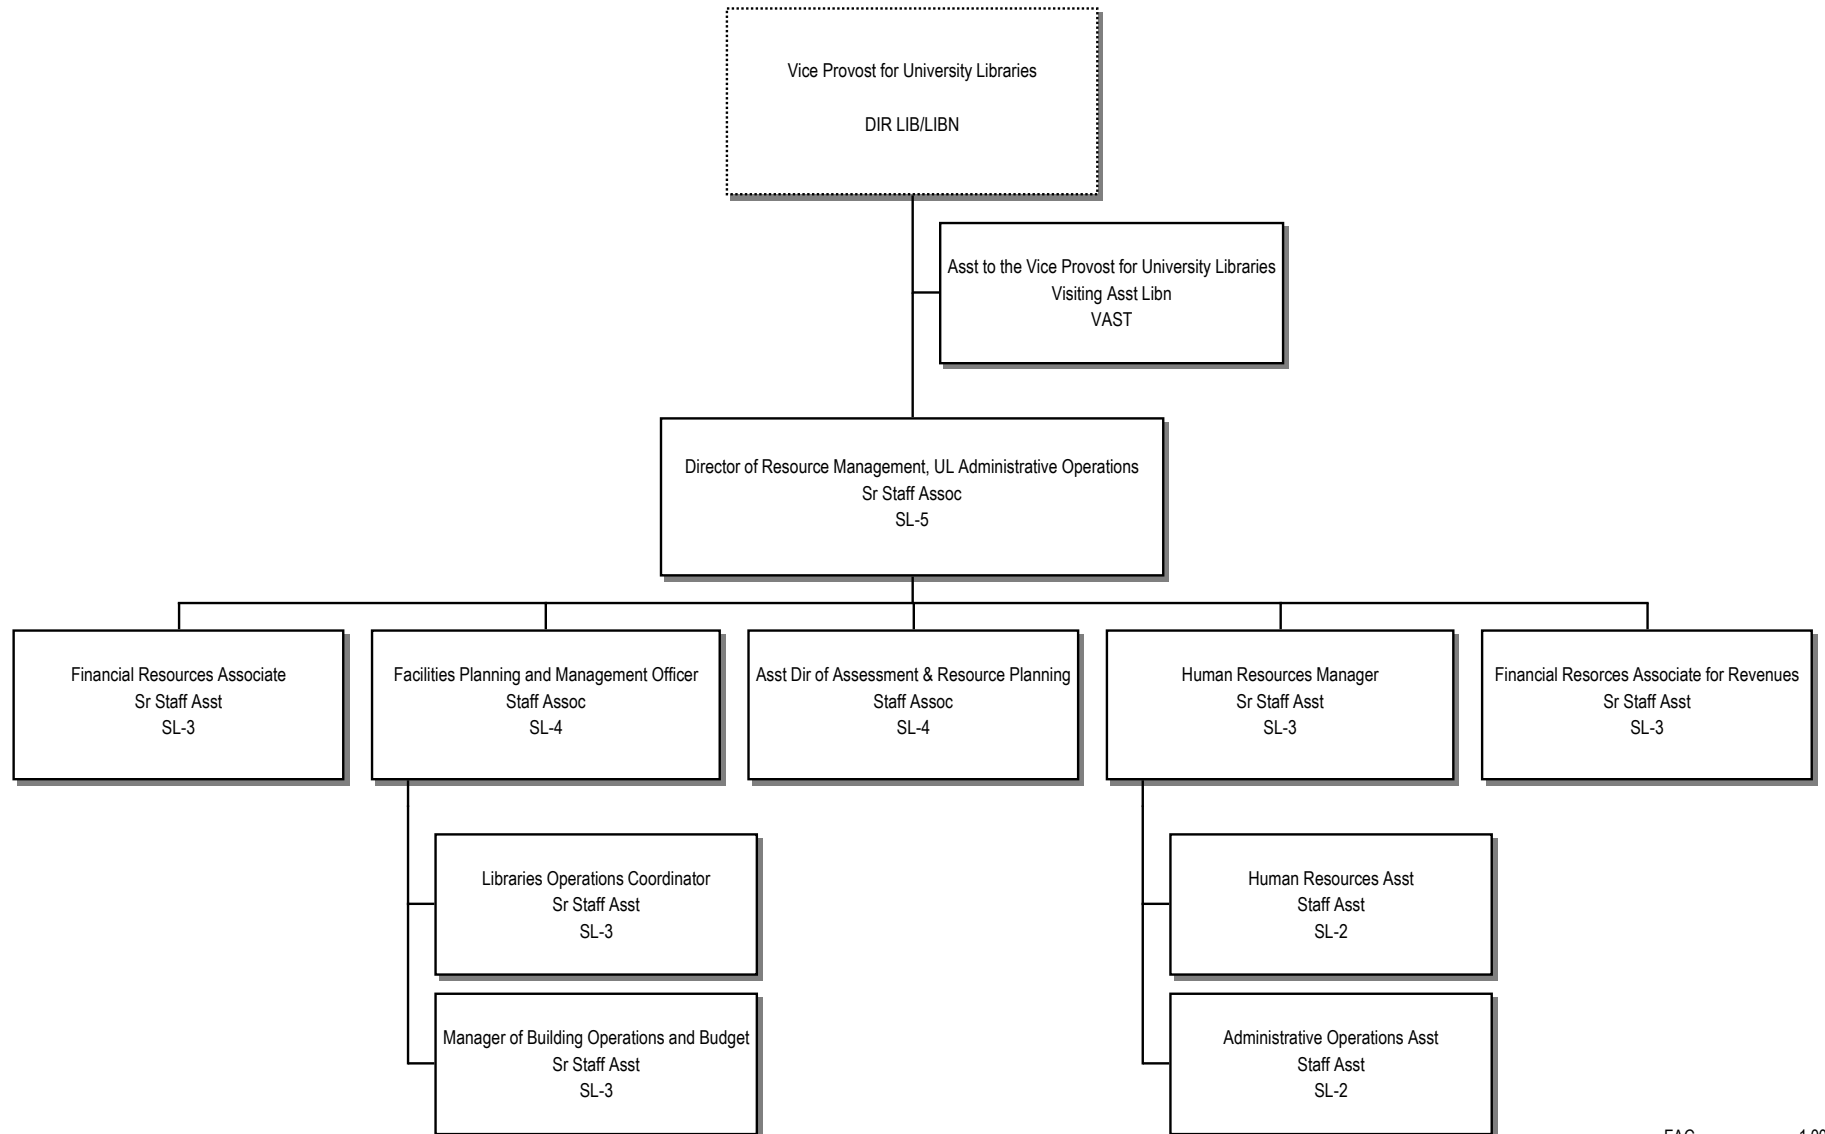 Vice Provost for University Libraries
DIR LIB/LIBN
Asst to the Vice Provost for University Libraries
Visiting Asst Libn
VAST
Director of Resource Management, UL Administrative Operations
Sr Staff Assoc
SL-5
Financial Resources Associate
Sr Staff Asst
SL-3
Facilities Planning and Management Officer
Staff Assoc
SL-4
Asst Dir of Assessment & Resource Planning
Staff Assoc
SL-4
Human Resources Manager
Sr Staff Asst
SL-3
Financial Resorces Associate for Revenues
Sr Staff Asst
SL-3
Libraries Operations Coordinator
Sr Staff Asst
SL-3
Manager of Building Operations and Budget
Sr Staff Asst
SL-3
Human Resources Asst
Staff Asst
SL-2
Administrative Operations Asst
Staff Asst
SL-2